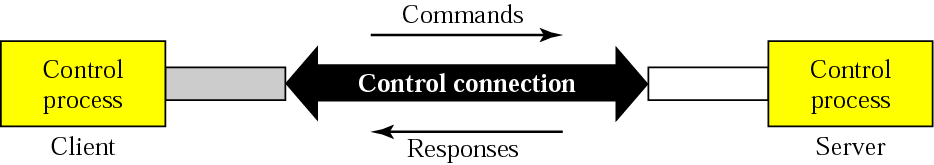 Commands
Control
process
Control connection
Control
process
Client
Responses
Server